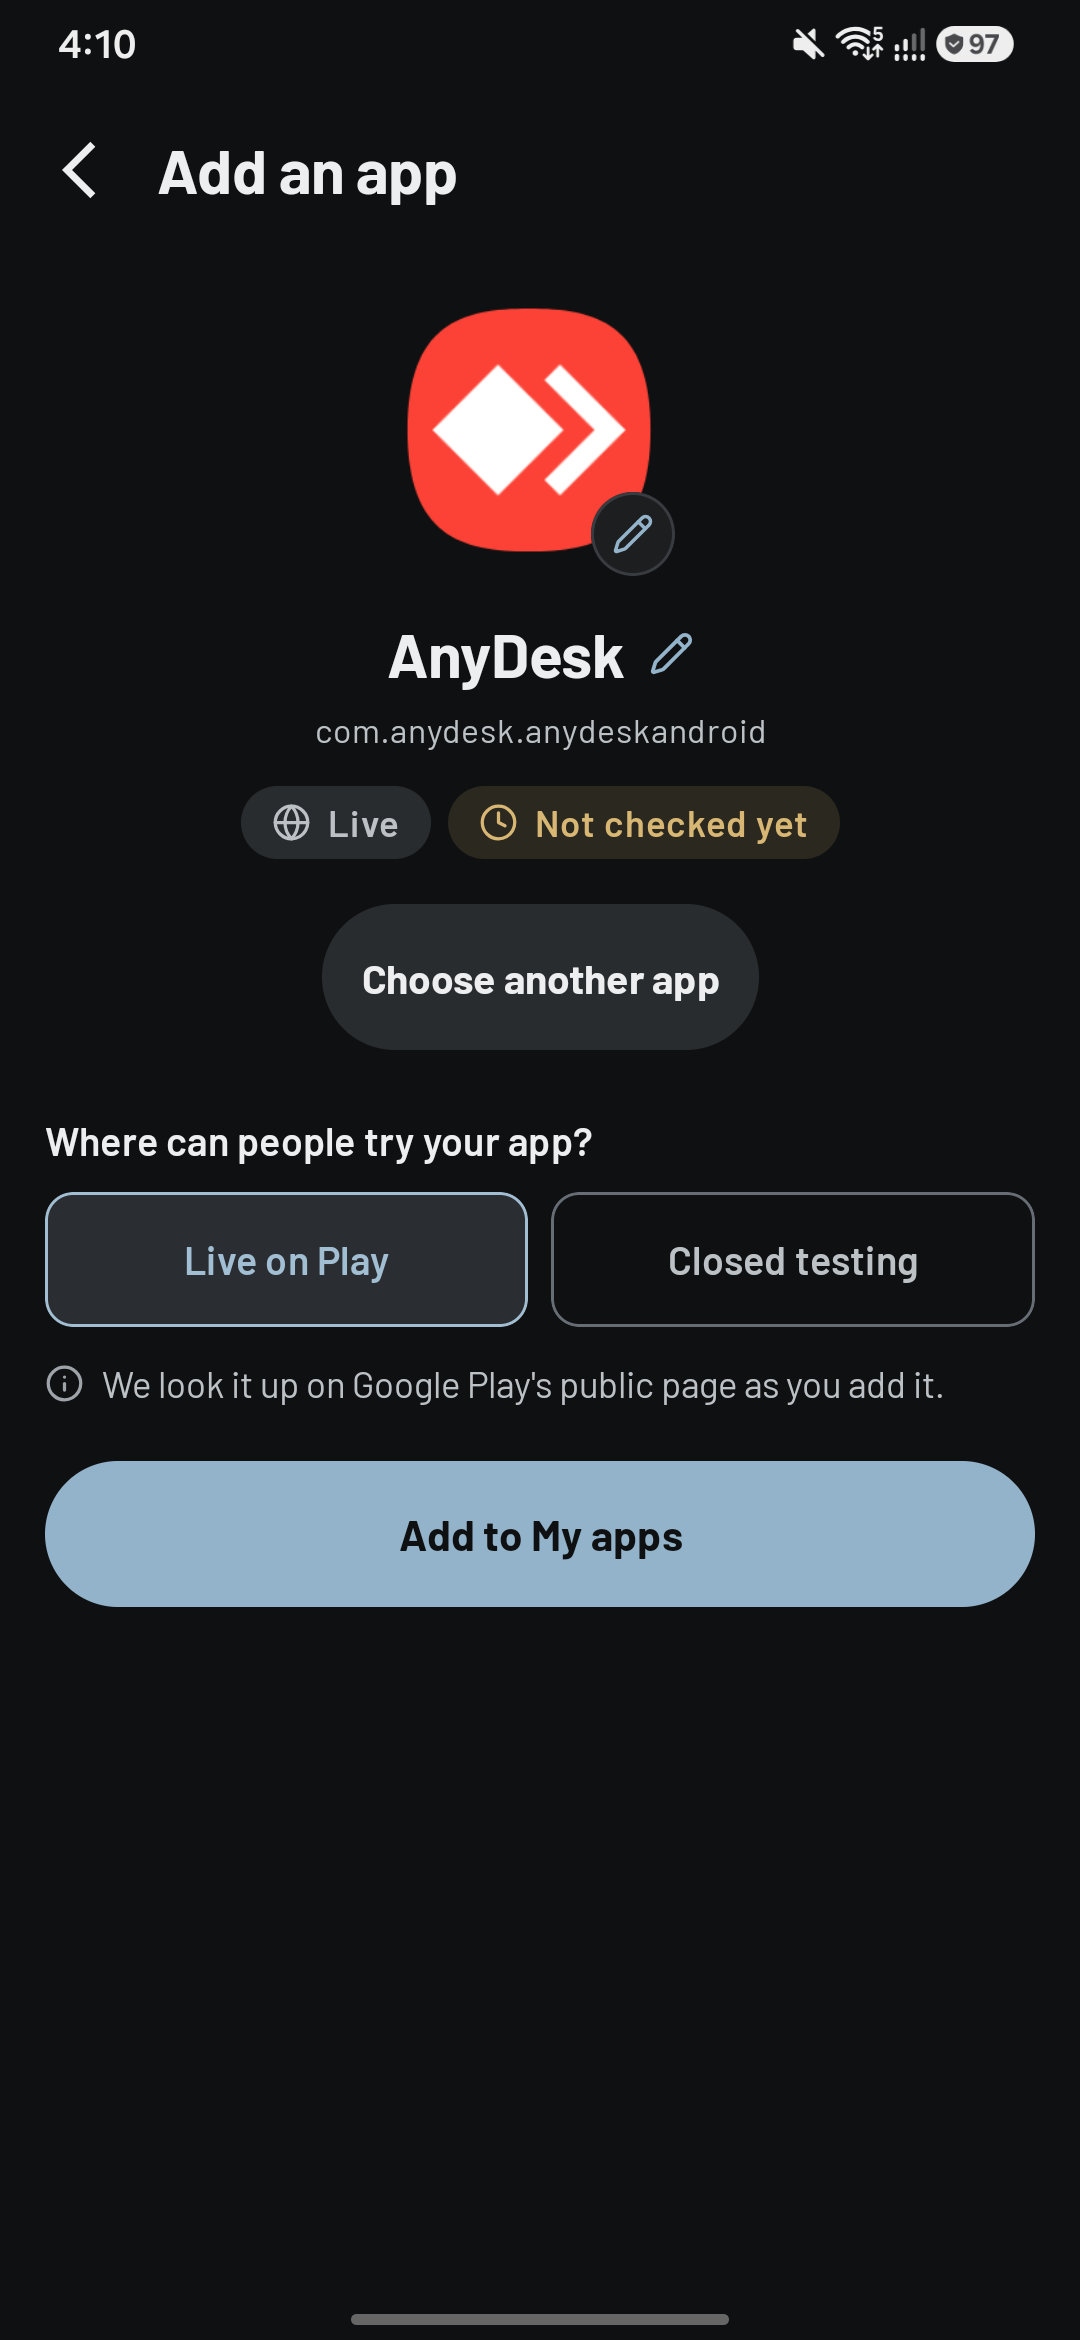 4:10
5
97
Add an app
AnyDesk
com.anydesk.anydeskandroid
Live
Not checked yet
Choose another app
Where can people try your app?
Live on Play
Closed testing
We look it up on Google Play's public page as you add it.
Add to My apps